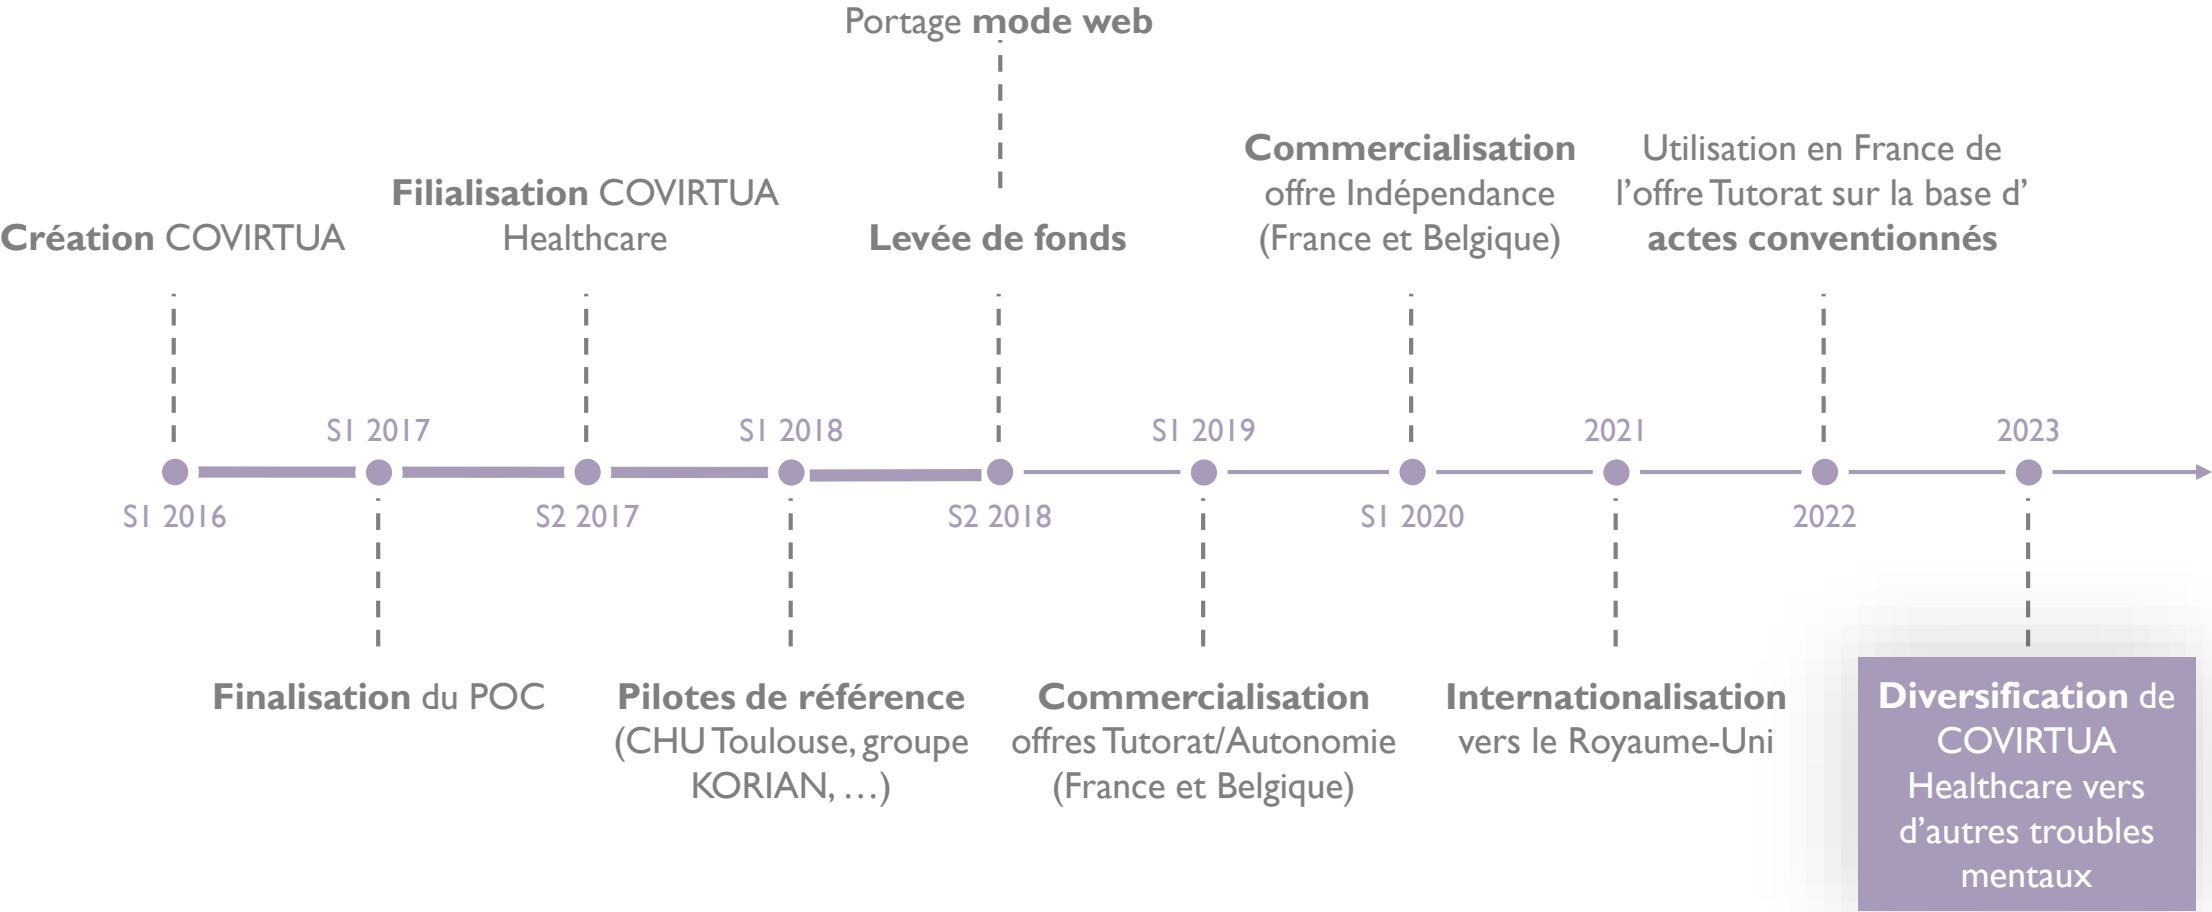 Portage mode web
Création COVIRTUA
Filialisation COVIRTUA
Healthcare
Levée de fonds
Commercialisation
offre Indépendance
(France et Belgique)
Utilisation en France de
l’offre Tutorat sur la base d’
actes conventionnés
S1 2017
S1 2018
S1 2019
2021
2023
S1 2016
S2 2017
S2 2018
S1 2020
2022
Finalisation du POC
Pilotes de référence
(CHU Toulouse, groupe
KORIAN, …)
Commercialisation
offres Tutorat/Autonomie
(France et Belgique)
Internationalisation
vers le Royaume-Uni
Diversification de
COVIRTUA
Healthcare vers
d’autres troubles
mentaux